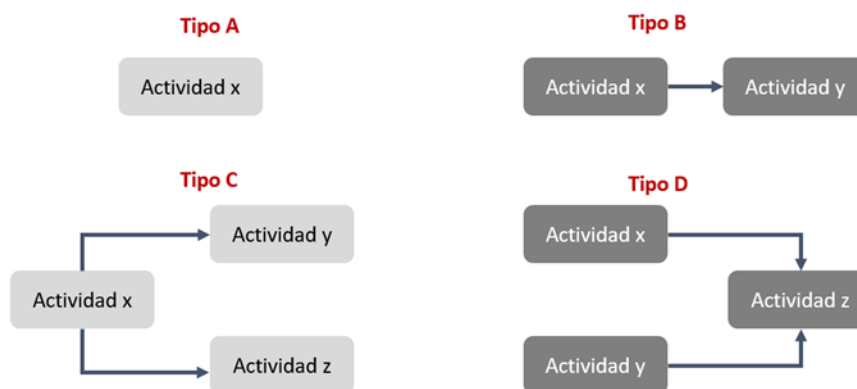 Tipo A
Actividad x
Tipo B
Actividad x
Actividad y
Tipo C
Actividad y
Actividad x
Actividad z
Tipo D
Actividad x
Actividad z
Actividad y